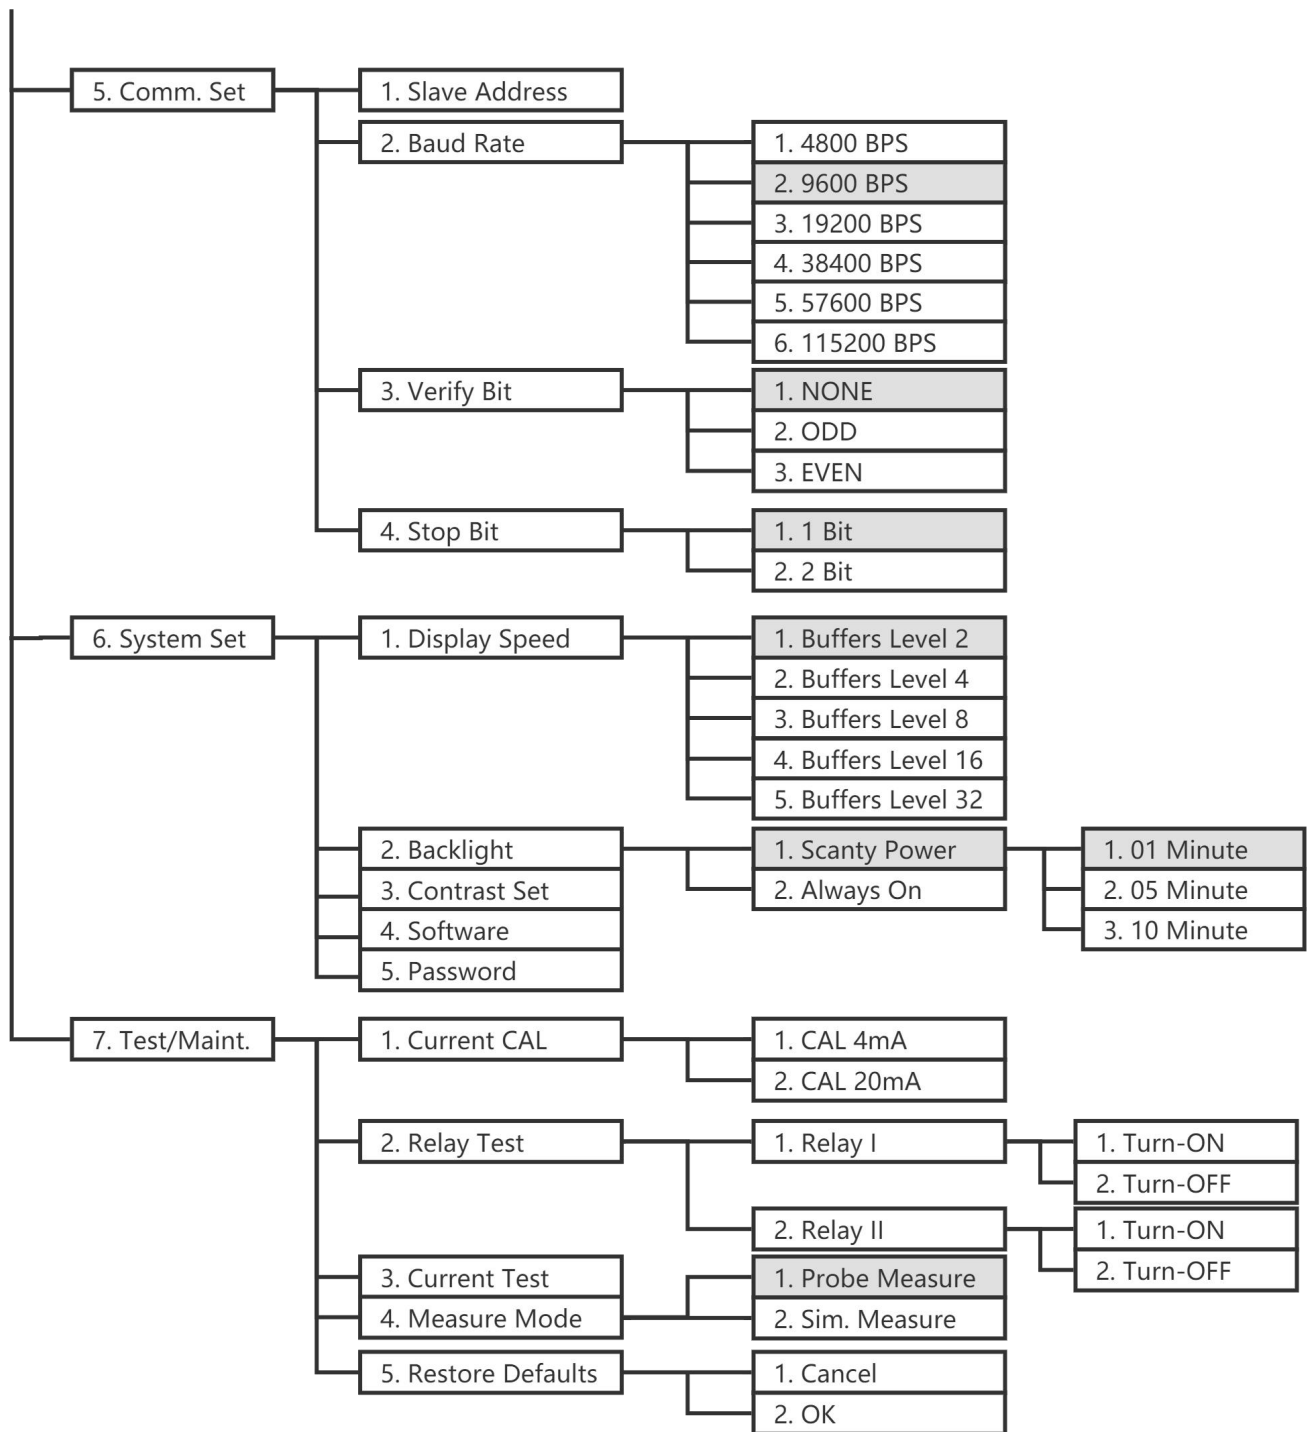 5. Comm. Set
1. Slave Address
2. Baud Rate
1. 4800 BPS
2. 9600 BPS
3. 19200 BPS
4. 38400 BPS
5. 57600 BPS
6. 115200 BPS
3. Verify Bit
1. NONE
2. ODD
3. EVEN
4. Stop Bit
1. 1 Bit
2. 2 Bit
6. System Set
1. Display Speed
1. Buffers Level 2
2. Buffers Level 4
3. Buffers Level 8
4. Buffers Level 16
5. Buffers Level 32
2. Backlight
1. Scanty Power
1. 01 Minute
2. 05 Minute
3. 10 Minute
2. Always On
3. Contrast Set
4. Software
5. Password
7. Test/Maint.
1. Current CAL
1. CAL 4mA
2. CAL 20mA
2. Relay Test
1. Relay I
1. Turn-ON
2. Turn-OFF
2. Relay II
1. Turn-ON
2. Turn-OFF
3. Current Test
4. Measure Mode
1. Probe Measure
2. Sim. Measure
5. Restore Defaults
1. Cancel
2. OK